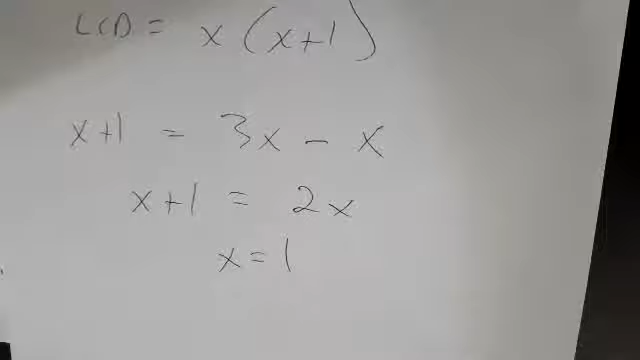 LCD = x(x+1)
x+1 = 3x - x
x+1 = 2x
x=1